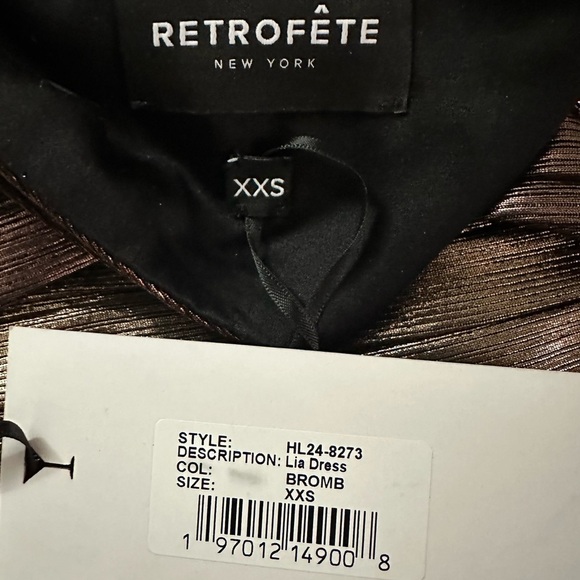 RETROFÊTE
NEW YORK
XXS
STYLE: HL24-8273
DESCRIPTION: Lia Dress
COL: BROMB
SIZE: XXS
1 97012 14900 8